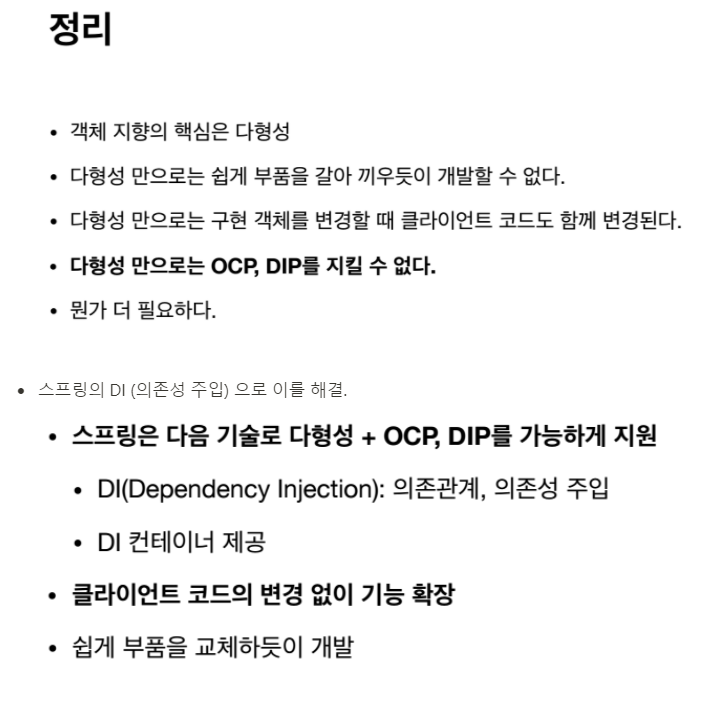 정리
• 객체 지향의 핵심은 다형성
• 다형성 만으로는 쉽게 부품을 갈아 끼우듯이 개발할 수 없다.
• 다형성 만으로는 구현 객체를 변경할 때 클라이언트 코드도 함께 변경된다.
• 다형성 만으로는 OCP, DIP를 지킬 수 없다.
• 뭔가 더 필요하다.
• 스프링의 DI (의존성 주입) 으로 이를 해결.
• 스프링은 다음 기술로 다형성 + OCP, DIP를 가능하게 지원
• DI(Dependency Injection): 의존관계, 의존성 주입
• DI 컨테이너 제공
• 클라이언트 코드의 변경 없이 기능 확장
• 쉽게 부품을 교체하듯이 개발